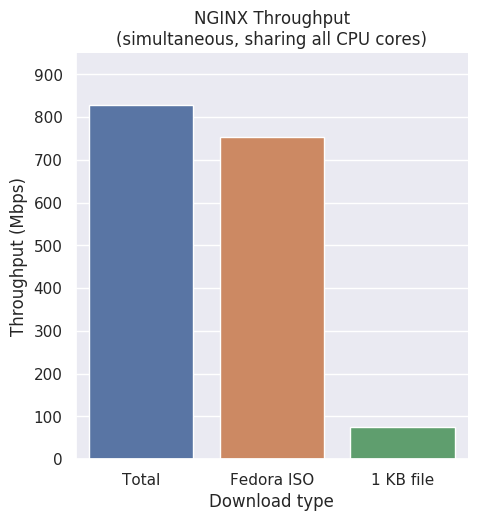 NGINX Throughput
(simultaneous, sharing all CPU cores)
900
800
700
600
500
400
300
200
100
0
Throughput (Mbps)
Total
Fedora ISO
1 KB file
Download type